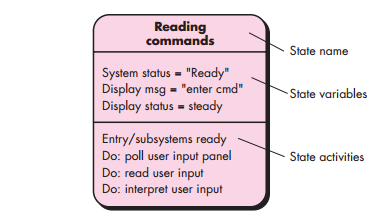 Reading
commands
State name
System status = "Ready"
Display msg = "enter cmd"
Display status = steady
State variables
Entry/subsystems ready
Do: poll user input panel
Do: read user input
Do: interpret user input
State activities